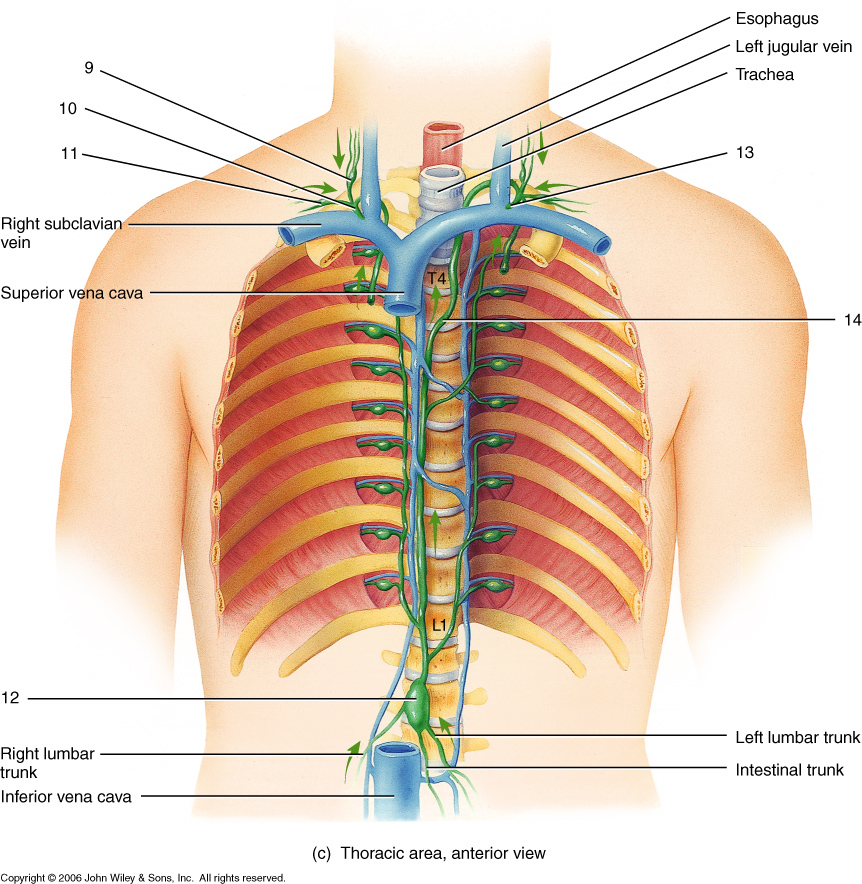 Esophagus
Left jugular vein
Trachea
9
10
11
13
Right subclavian
vein
Superior vena cava
T4
14
L1
12
Left lumbar trunk
Right lumbar
trunk
Intestinal trunk
Inferior vena cava
(c) Thoracic area, anterior view
Copyright © 2006 John Wiley & Sons, Inc. All rights reserved.